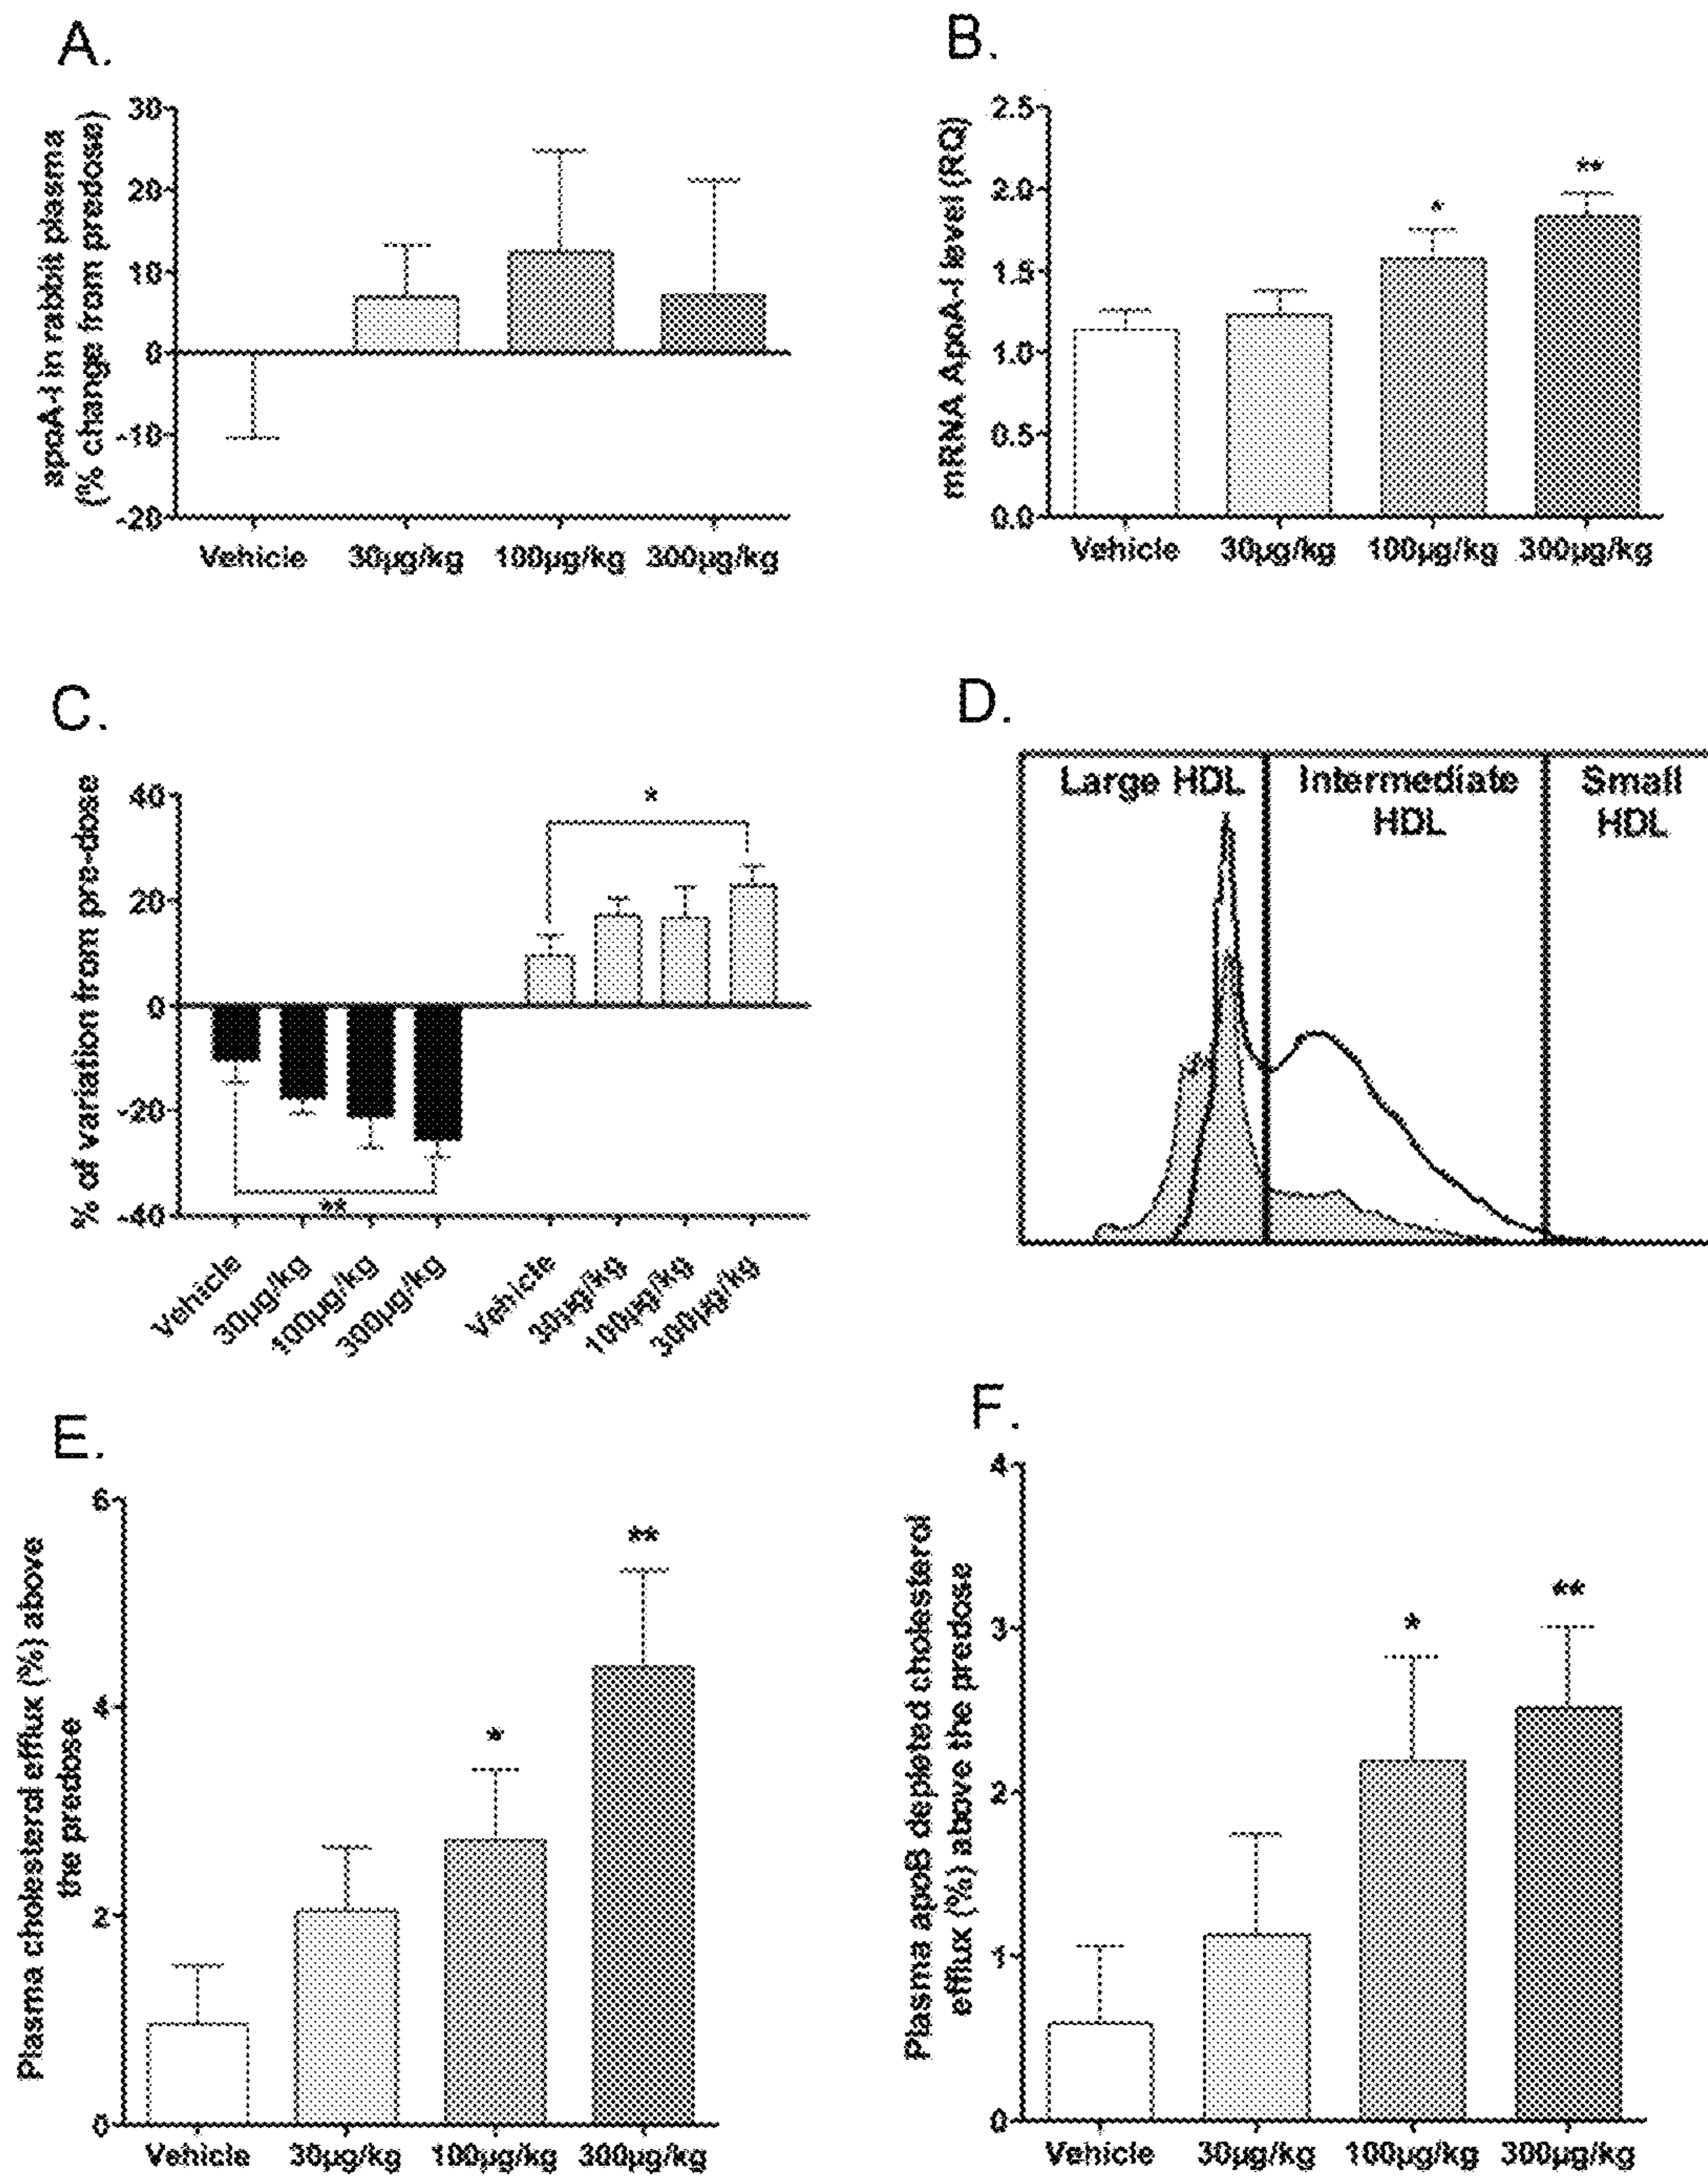 A.
apoA-I in rabbit plasma
(% change from predose)
30
20
10
0
-10
-20
Vehicle 30µg/kg 100µg/kg 300µg/kg
B.
mRNA ApoA-I level (RQ)
2.5
2.0
1.5
1.0
0.5
0.0
*
**
Vehicle 30µg/kg 100µg/kg 300µg/kg
C.
% of variation from pre-dose
40
20
0
-20
-40
*
**
Vehicle 30µg/kg 100µg/kg 300µg/kg Vehicle 30µg/kg 100µg/kg 300µg/kg
D.
Large HDL
Intermediate
HDL
Small
HDL
E.
Plasma cholesterol efflux (%) above
the predose
6
4
2
0
*
**
Vehicle 30µg/kg 100µg/kg 300µg/kg
F.
Plasma apoB depleted cholesterol
efflux (%) above the predose
4
3
2
1
0
*
**
Vehicle 30µg/kg 100µg/kg 300µg/kg